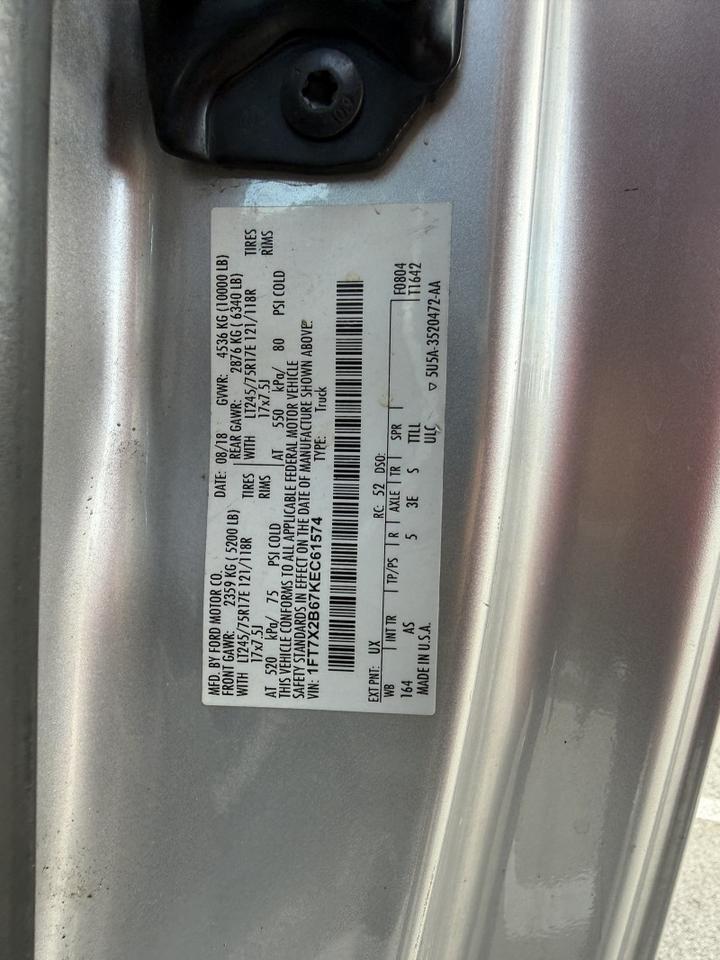 MFD. BY FORD MOTOR CO.
DATE: 08/18 GVWR: 4536 KG (10000 LB)
FRONT GAWR: 2359 KG ( 5200 LB)
REAR GAWR: 2876 KG ( 6340 LB)
WITH LT245/75R17E 121/118R TIRES
WITH LT245/75R17E 121/118R TIRES
17x7.5J RIMS
17x7.5J RIMS
AT 520 kPa/ 75 PSI COLD
AT 550 kPa/ 80 PSI COLD
THIS VEHICLE CONFORMS TO ALL APPLICABLE FEDERAL MOTOR VEHICLE
SAFETY STANDARDS IN EFFECT ON THE DATE OF MANUFACTURE SHOWN ABOVE.
VIN: 1FT7X2B67KEC61574
TYPE: Truck
EXT PNT: UX RC: 52 DSO:
WB INT TR TP/PS R AXLE TR SPR
F0804
T1642
164 AS 5 3E S TTLL
ULC
MADE IN U.S.A.
▽ 5U5A-3520472-AA